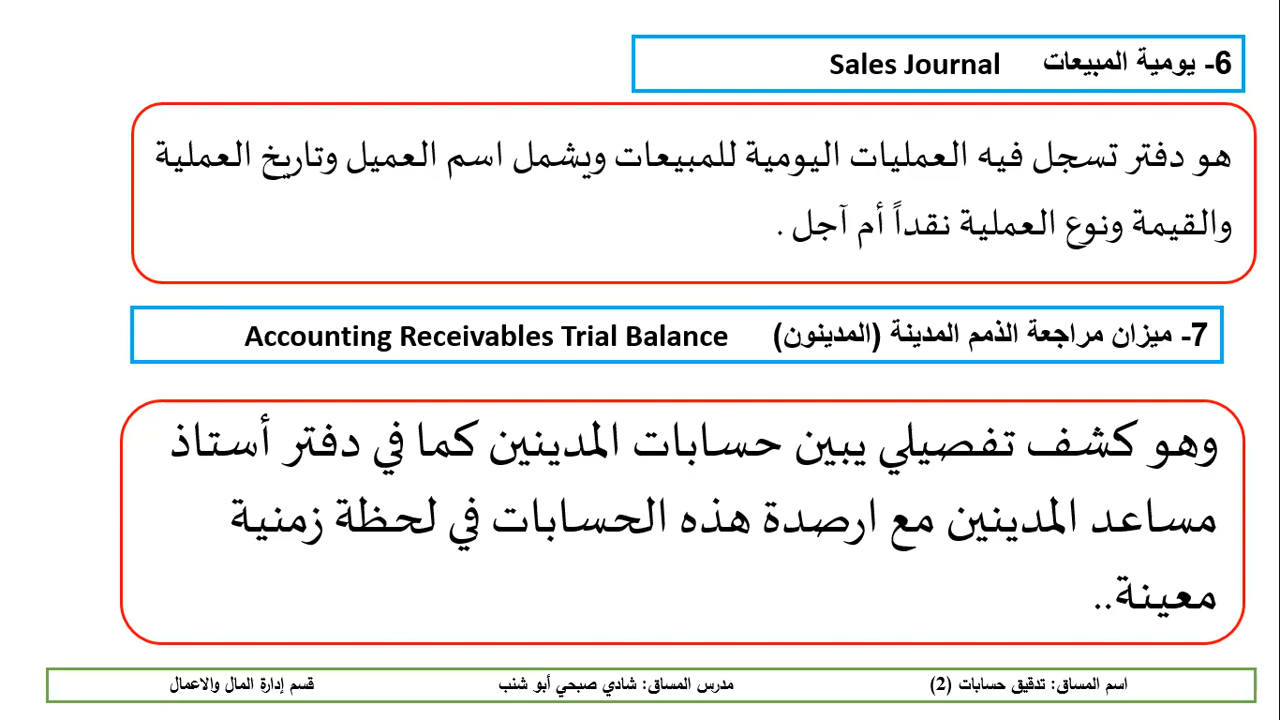 6- يومية المبيعات Sales Journal
هو دفتر تسجل فيه العمليات اليومية للمبيعات ويشمل اسم العميل وتاريخ العملية
والقيمة ونوع العملية نقداً أم آجل .
7- ميزان مراجعة الذمم المدينة (المدينون) Accounting Receivables Trial Balance
وهو كشف تفصيلي يبين حسابات المدينين كما في دفتر أستاذ
مساعد المدينين مع ارصدة هذه الحسابات في لحظة زمنية
معينة..
اسم المساق: تدقيق حسابات (2) مدرس المساق: شادي صبحي أبو شنب قسم إدارة المال والاعمال